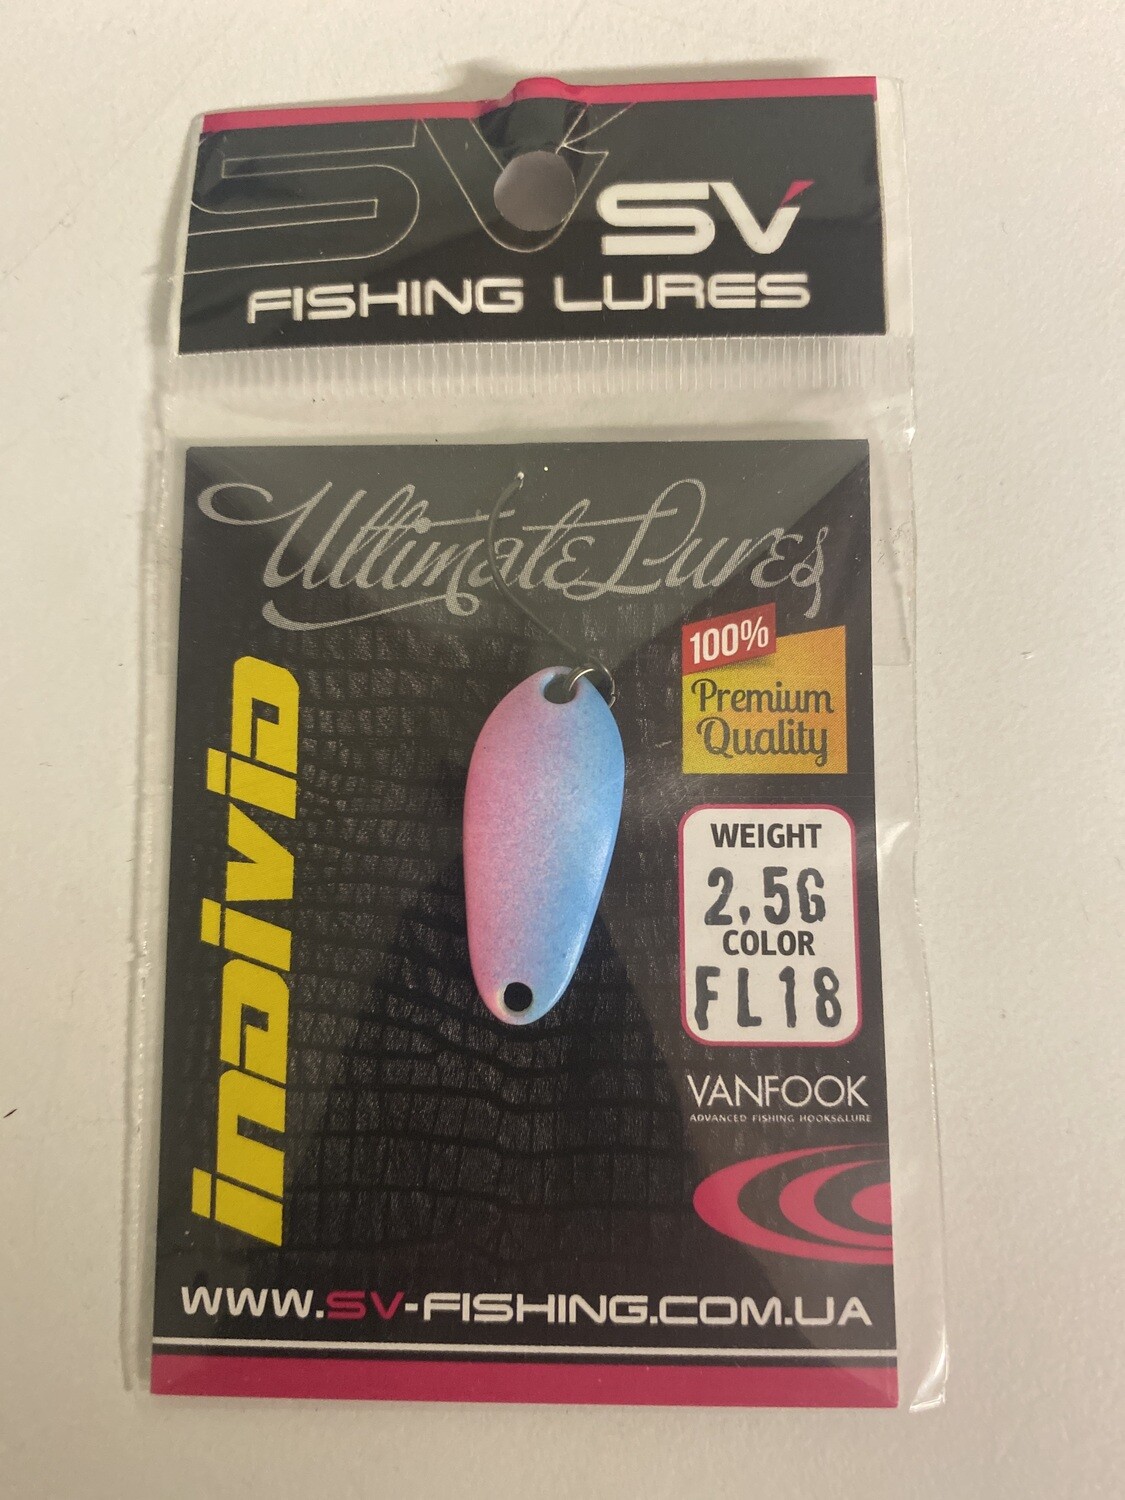 SV
SV
FISHING LURES
Ultimate Lures
100%
Premium
Quality
inDiViD
WEIGHT
2,5G
COLOR
FL18
VANFOOK
ADVANCED FISHING HOOKS&LURE
WWW.SV-FISHING.COM.UA